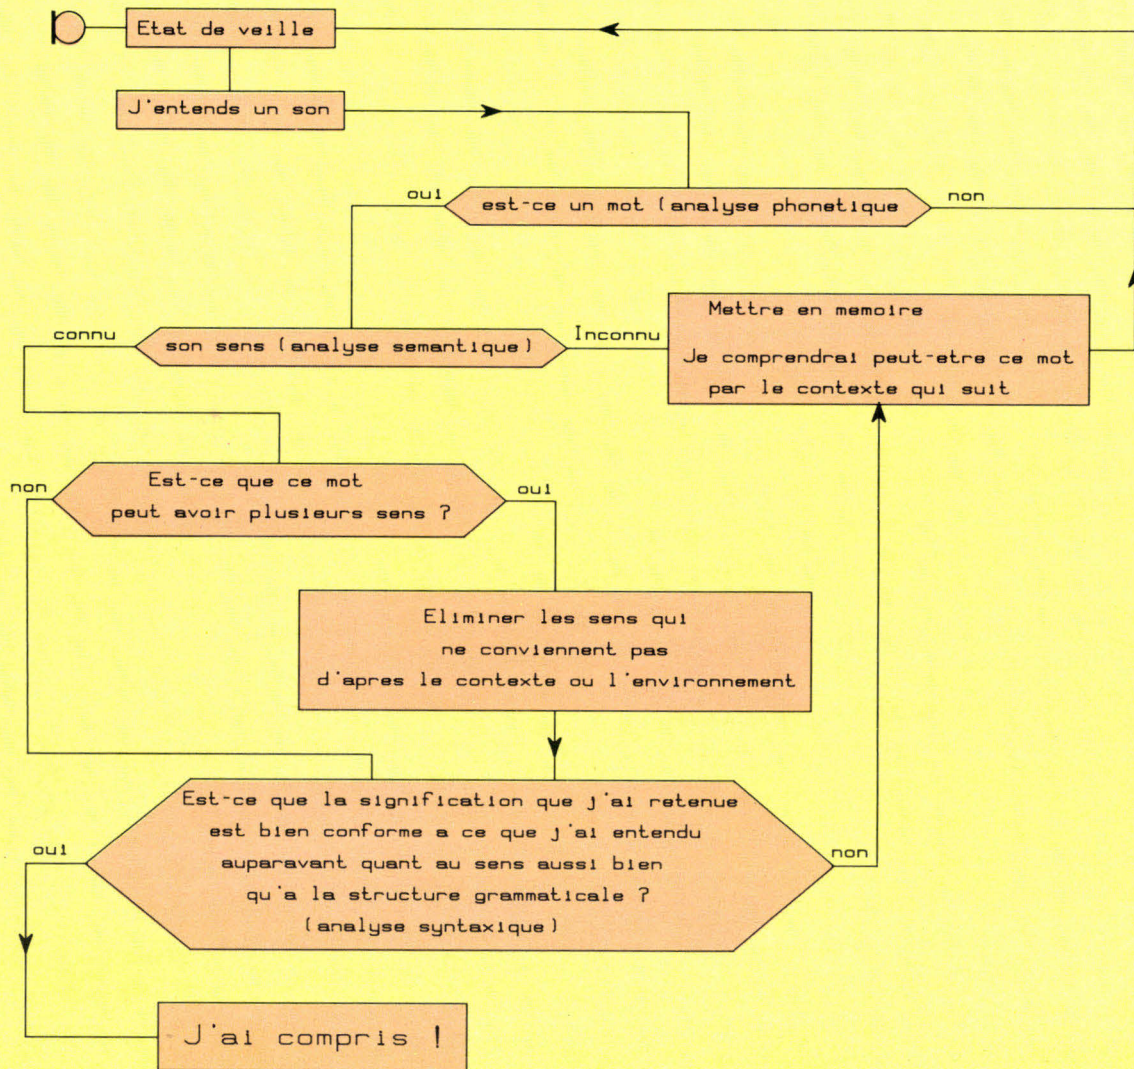 Etat de veille
J'entends un son
oui
est-ce un mot (analyse phonetique
non
connu
son sens (analyse semantique)
Inconnu
Mettre en memoire
Je comprendrai peut-etre ce mot
par le contexte qui suit
non
Est-ce que ce mot
peut avoir plusieurs sens ?
oui
Eliminer les sens qui
ne conviennent pas
d'apres le contexte ou l'environnement
oui
Est-ce que la signification que j'ai retenue
est bien conforme a ce que j'ai entendu
auparavant quant au sens aussi bien
qu'a la structure grammaticale ?
(analyse syntaxique)
non
J'ai compris !